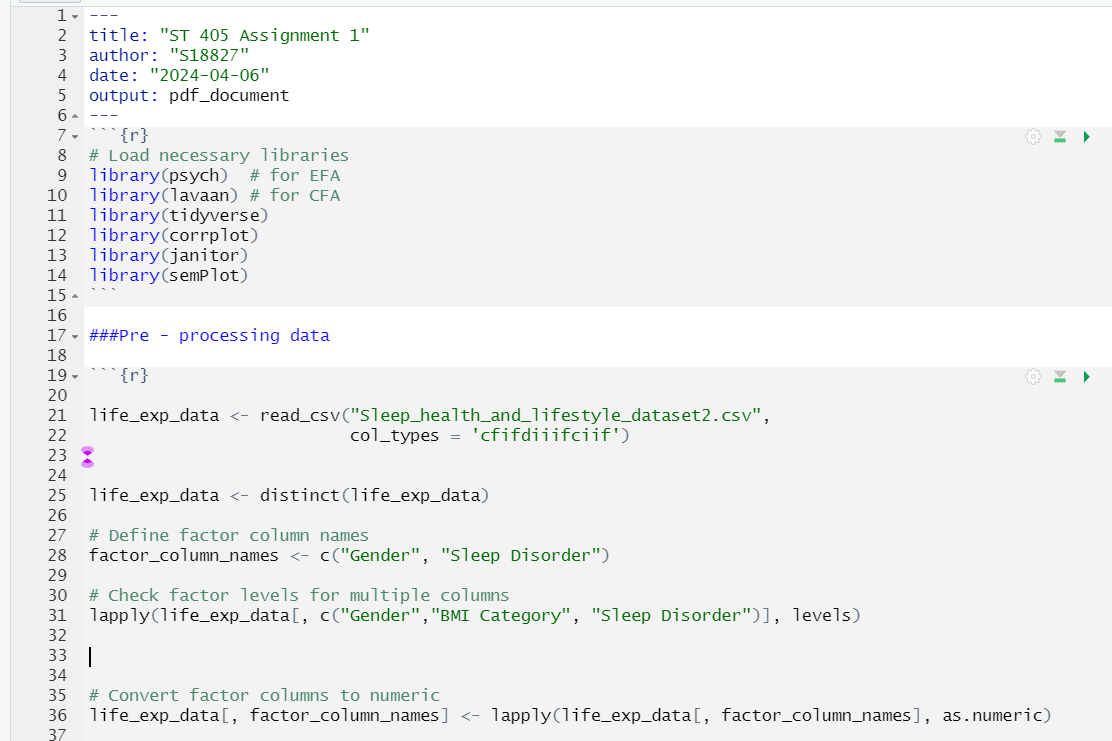 1 ---
2 title: "ST 405 Assignment 1"
3 author: "S18827"
4 date: "2024-04-06"
5 output: pdf_document
6 ---
7 ```{r}
8 # Load necessary libraries
9 library(psych)  # for EFA
10 library(lavaan) # for CFA
11 library(tidyverse)
12 library(corrplot)
13 library(janitor)
14 library(semPlot)
15 ```
16
17 ###Pre - processing data
18
19 ```{r}
20
21 life_exp_data <- read_csv("Sleep_health_and_lifestyle_dataset2.csv",
22                           col_types = 'cfifdiiifciif')
23
24
25 life_exp_data <- distinct(life_exp_data)
26
27 # Define factor column names
28 factor_column_names <- c("Gender", "Sleep Disorder")
29
30 # Check factor levels for multiple columns
31 lapply(life_exp_data[, c("Gender","BMI Category", "Sleep Disorder")], levels)
32
33
34
35 # Convert factor columns to numeric
36 life_exp_data[, factor_column_names] <- lapply(life_exp_data[, factor_column_names], as.numeric)
37